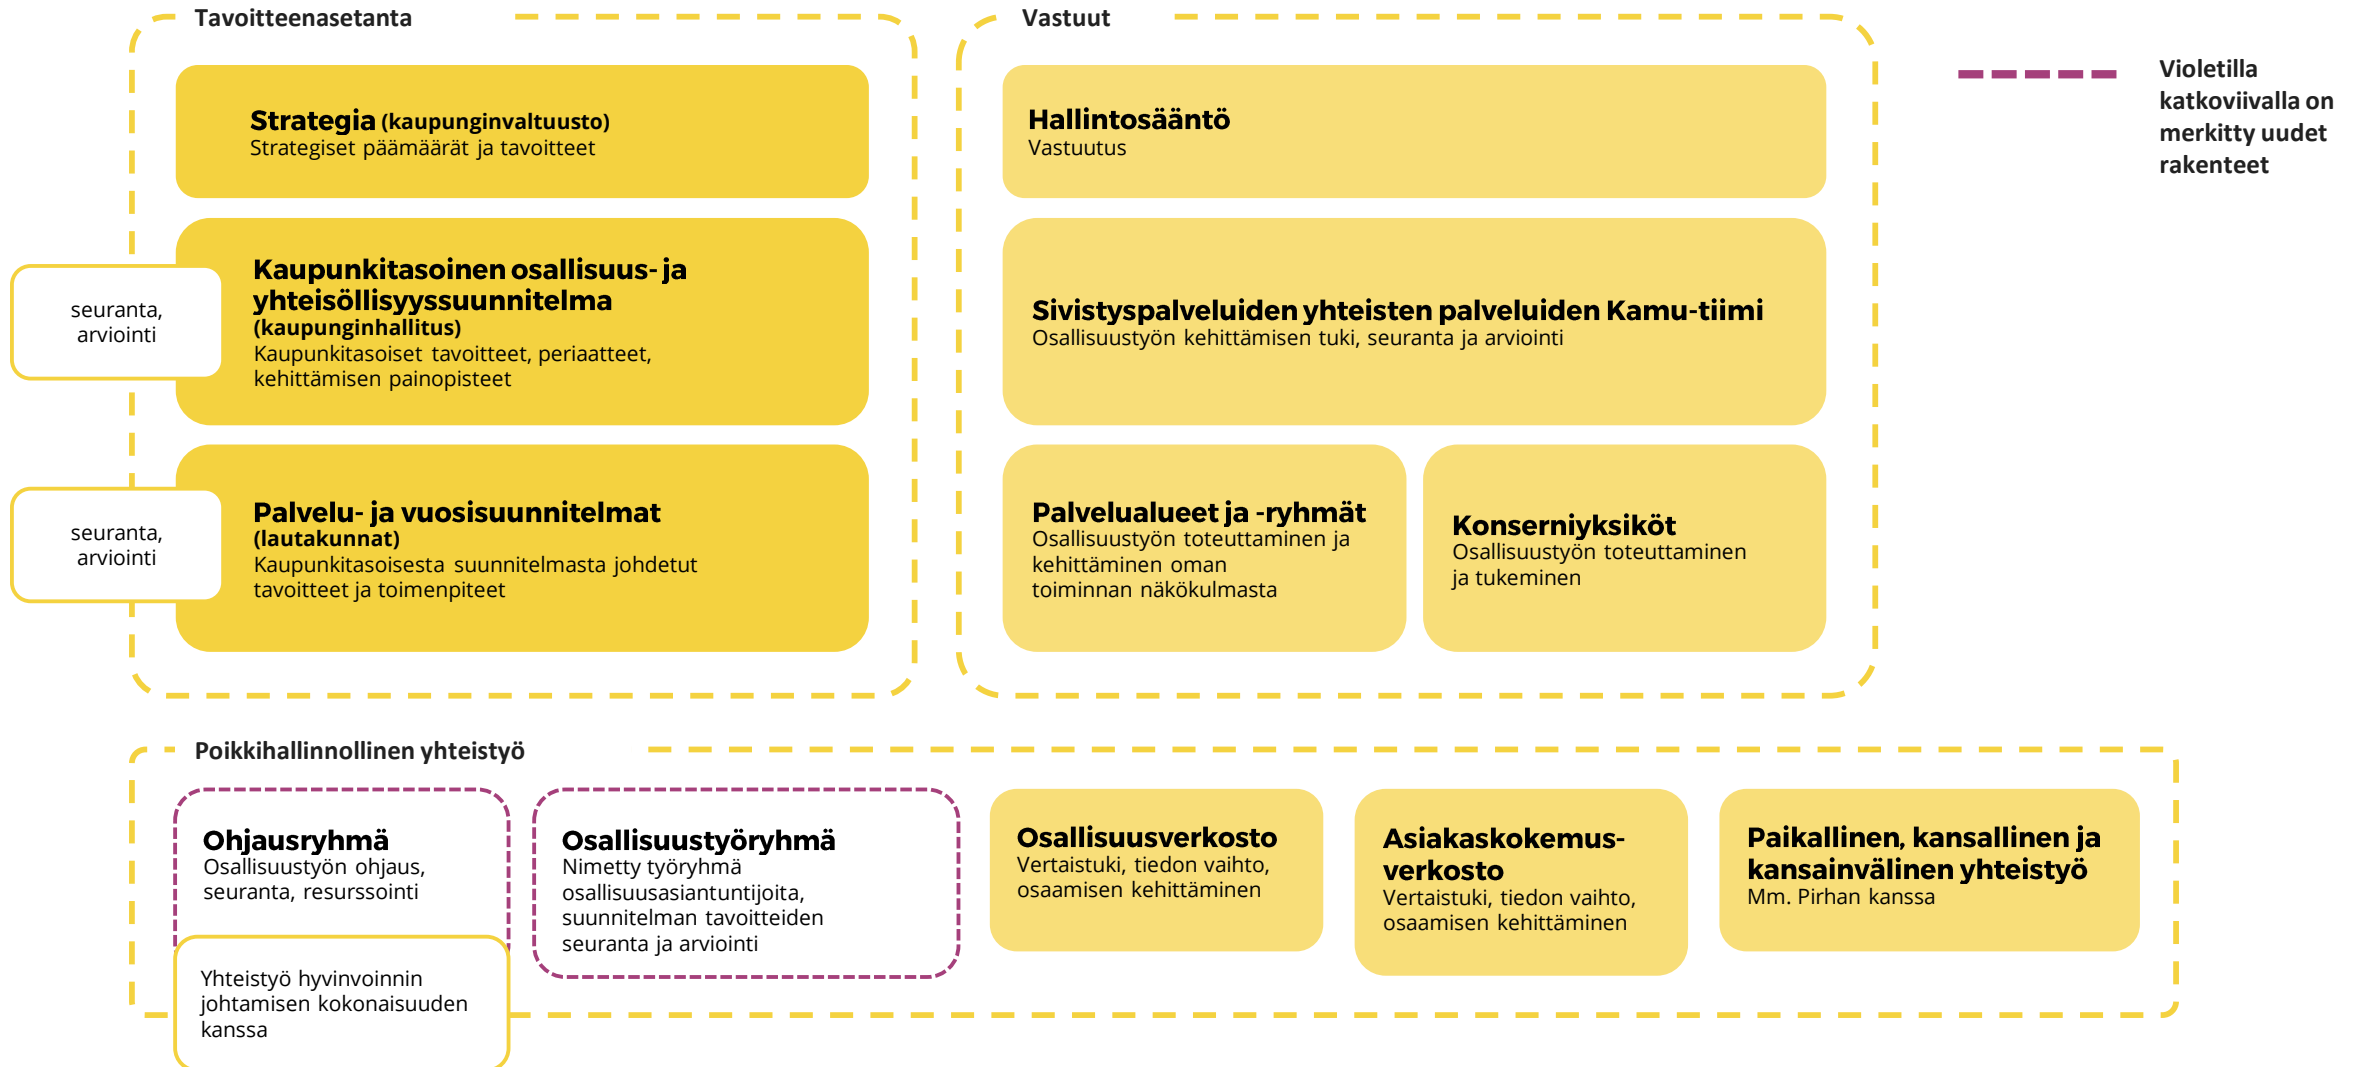 Tavoitteenasetanta
Strategia (kaupunginvaltuusto)
Strategiset päämäärät ja tavoitteet
Kaupunkitasoinen osallisuus- ja
yhteisöllisyyssuunnitelma
(kaupunginhallitus)
Kaupunkitasoiset tavoitteet, periaatteet,
kehittämisen painopisteet
seuranta,
arviointi
Palvelu- ja vuosisuunnitelmat
(lautakunnat)
Kaupunkitasoisesta suunnitelmasta johdetut
tavoitteet ja toimenpiteet
seuranta,
arviointi
Vastuut
Hallintosääntö
Vastuutus
Sivistyspalveluiden yhteisten palveluiden Kamu-tiimi
Osallisuustyön kehittämisen tuki, seuranta ja arviointi
Palvelualueet ja -ryhmät
Osallisuustyön toteuttaminen ja
kehittäminen oman
toiminnan näkökulmasta
Konserniyksiköt
Osallisuustyön toteuttaminen
ja tukeminen
Violetilla
katkoviivalla on
merkitty uudet
rakenteet
Poikkihallinnollinen yhteistyö
Ohjausryhmä
Osallisuustyön ohjaus,
seuranta, resurssointi
Yhteistyö hyvinvoinnin
johtamisen kokonaisuuden
kanssa
Osallisuustyöryhmä
Nimetty työryhmä
osallisuusasiantuntijoita,
suunnitelman tavoitteiden
seuranta ja arviointi
Osallisuusverkosto
Vertaistuki, tiedon vaihto,
osaamisen kehittäminen
Asiakaskokemus-
verkosto
Vertaistuki, tiedon vaihto,
osaamisen kehittäminen
Paikallinen, kansallinen ja
kansainvälinen yhteistyö
Mm. Pirhan kanssa